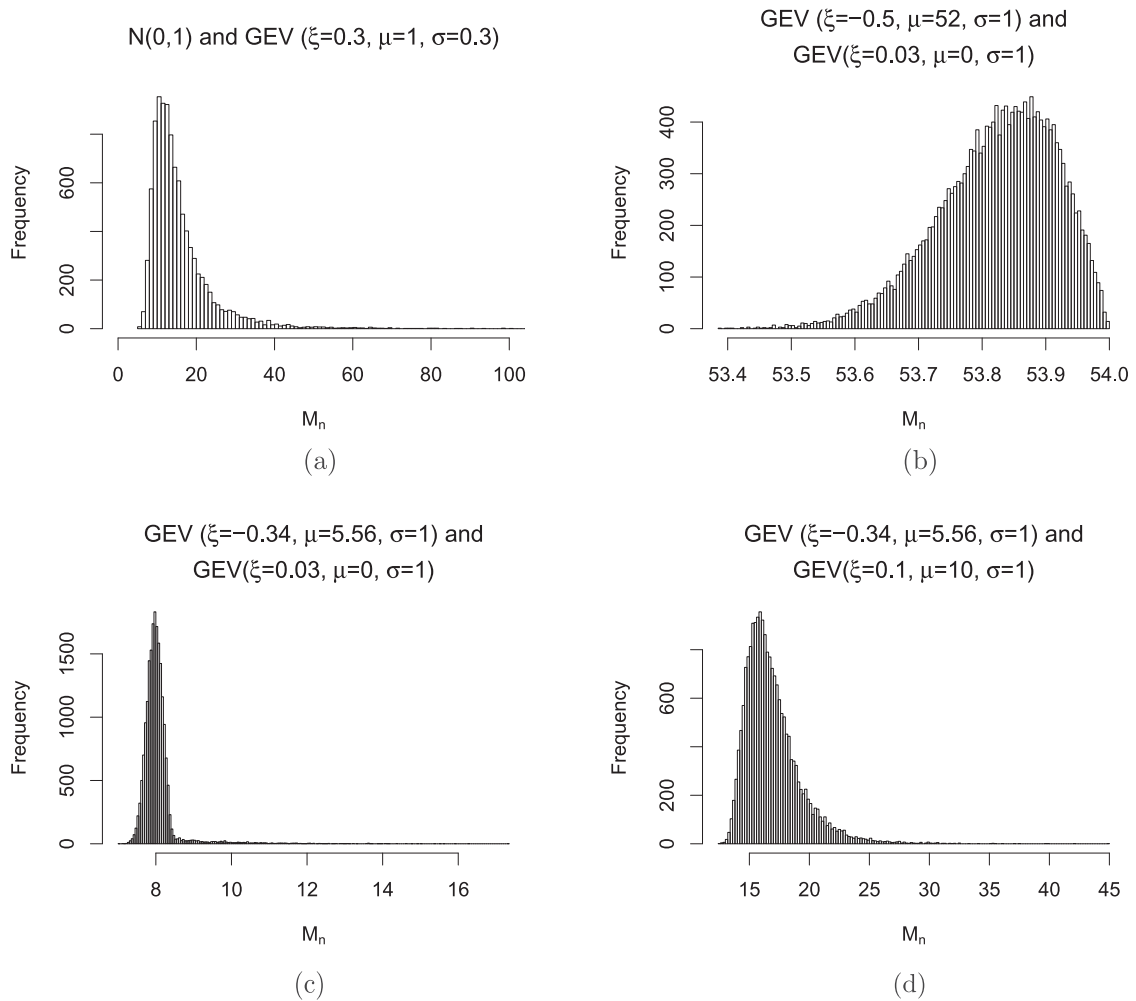 N(0,1) and GEV (ξ=0.3, μ=1, σ=0.3)
Frequency
0 200 600
0 20 40 60 80 100
Mₙ
(a)
GEV (ξ=−0.5, μ=52, σ=1) and
GEV(ξ=0.03, μ=0, σ=1)
Frequency
0 100 200 300 400
53.4 53.5 53.6 53.7 53.8 53.9 54.0
Mₙ
(b)
GEV (ξ=−0.34, μ=5.56, σ=1) and
GEV(ξ=0.03, μ=0, σ=1)
Frequency
0 500 1000 1500
8 10 12 14 16
Mₙ
(c)
GEV (ξ=−0.34, μ=5.56, σ=1) and
GEV(ξ=0.1, μ=10, σ=1)
Frequency
0 200 600
15 20 25 30 35 40 45
Mₙ
(d)